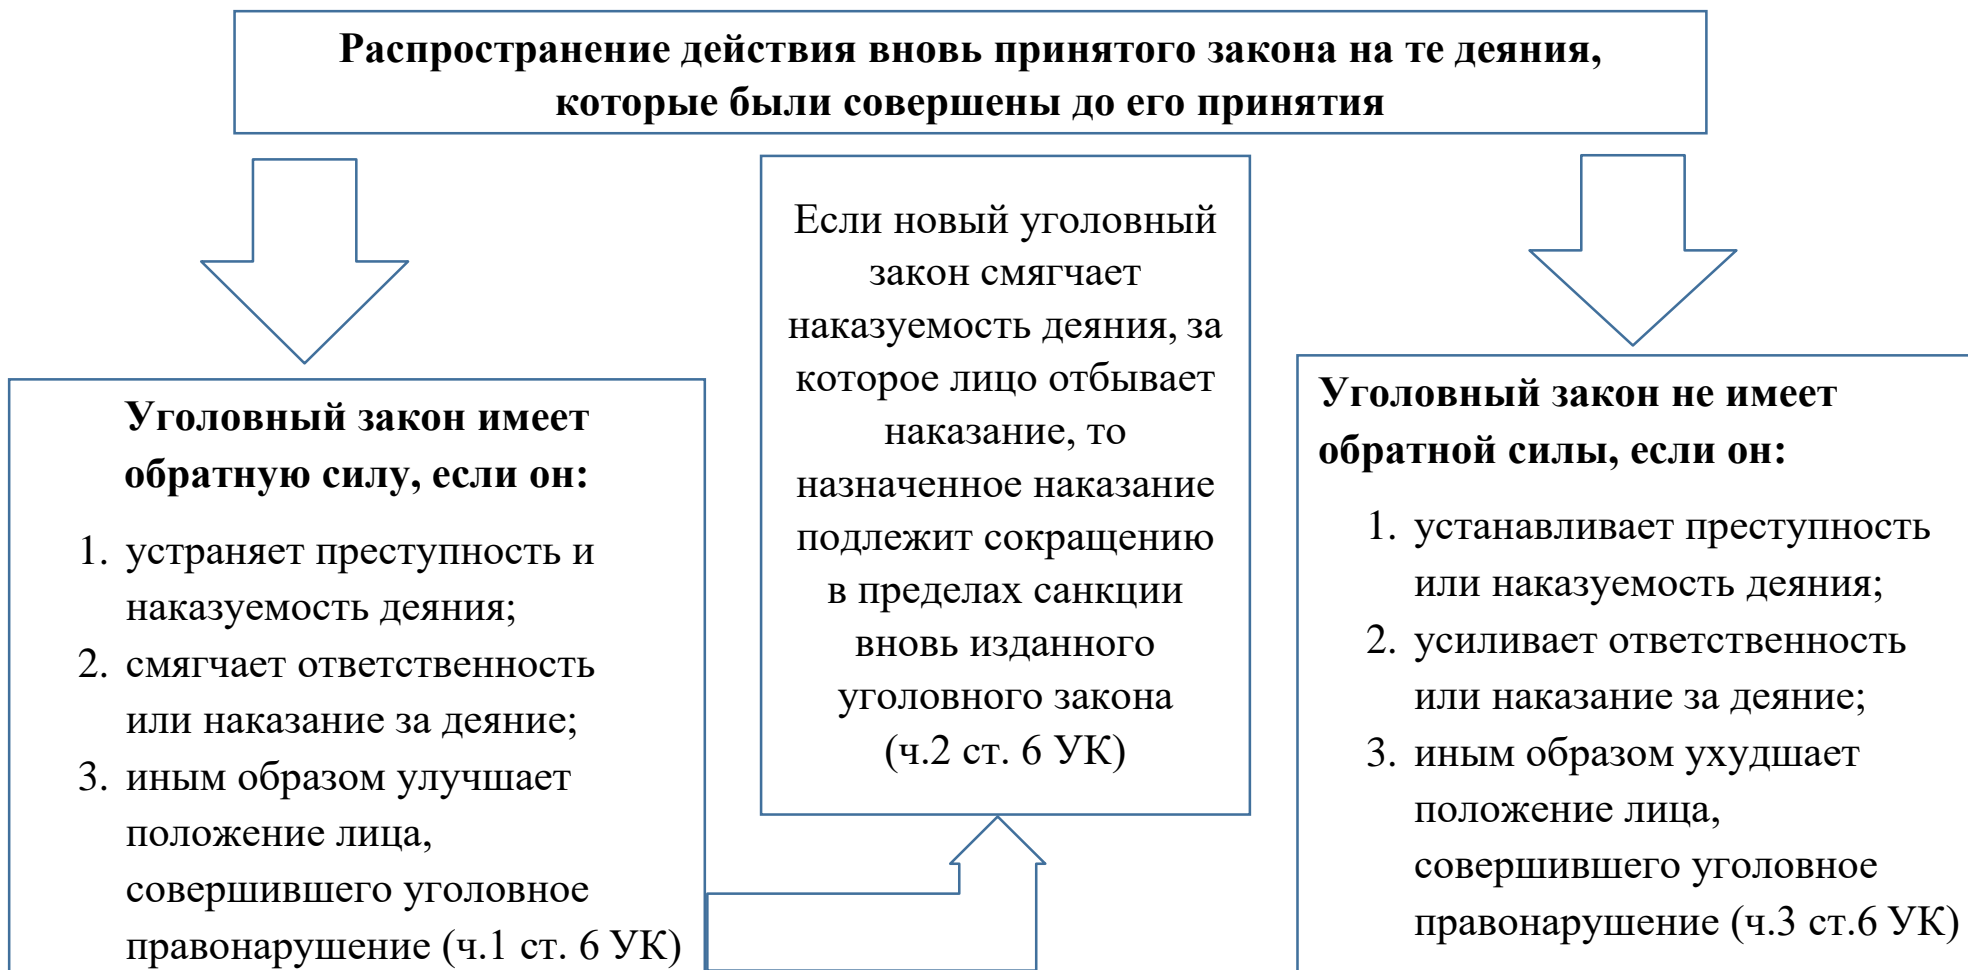 Распространение действия вновь принятого закона на те деяния,
которые были совершены до его принятия
Уголовный закон имеет
обратную силу, если он:
1. устраняет преступность и
наказуемость деяния;
2. смягчает ответственность
или наказание за деяние;
3. иным образом улучшает
положение лица,
совершившего уголовное
правонарушение (ч.1 ст. 6 УК)
Если новый уголовный
закон смягчает
наказуемость деяния, за
которое лицо отбывает
наказание, то
назначенное наказание
подлежит сокращению
в пределах санкции
вновь изданного
уголовного закона
(ч.2 ст. 6 УК)
Уголовный закон не имеет
обратной силы, если он:
1. устанавливает преступность
или наказуемость деяния;
2. усиливает ответственность
или наказание за деяние;
3. иным образом ухудшает
положение лица,
совершившего уголовное
правонарушение (ч.3 ст.6 УК)